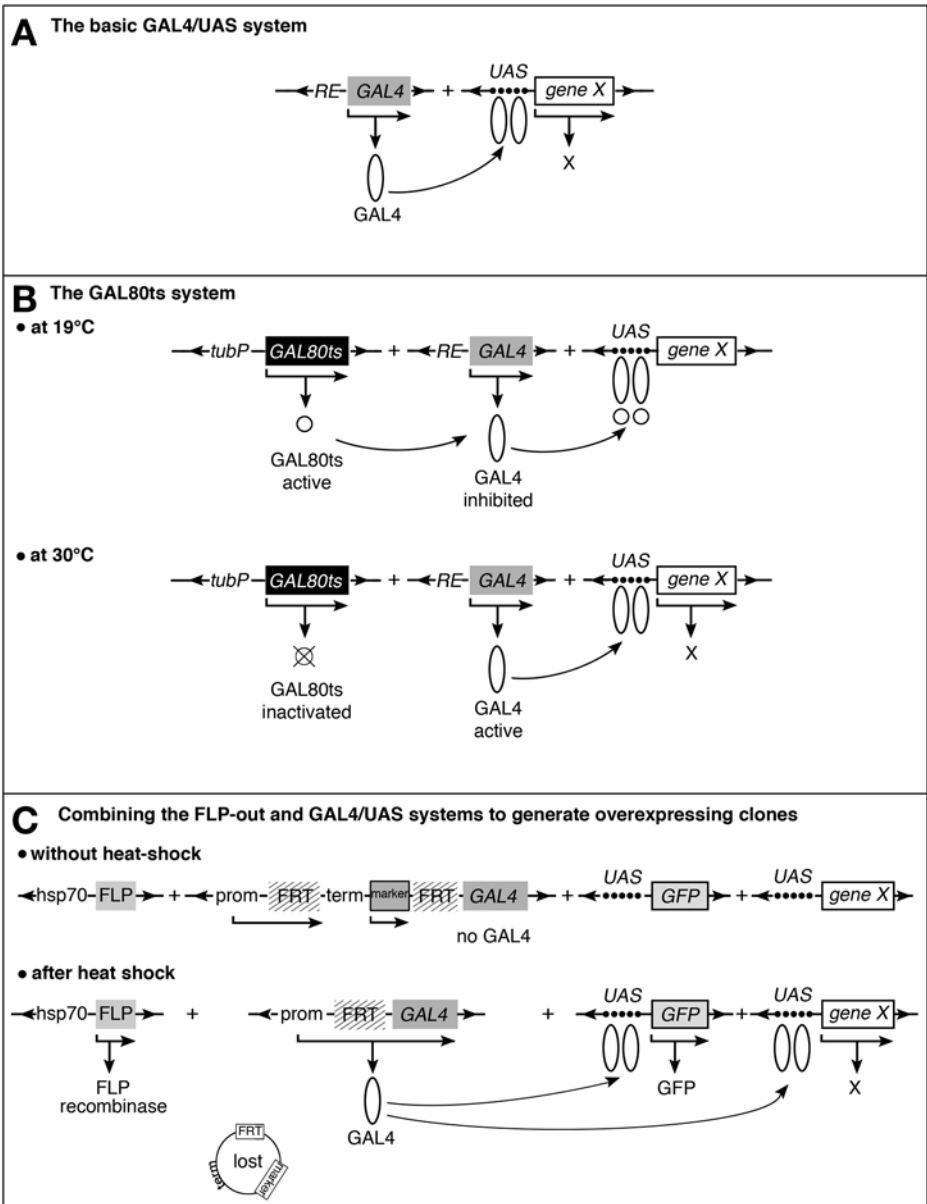 A The basic GAL4/UAS system
UAS
RE GAL4 + gene X
X
GAL4
B The GAL80ts system
• at 19°C
UAS
tubP GAL80ts + RE GAL4 + gene X
GAL80ts
active
GAL4
inhibited
• at 30°C
UAS
tubP GAL80ts + RE GAL4 + gene X
X
GAL80ts
inactivated
GAL4
active
C Combining the FLP-out and GAL4/UAS systems to generate overexpressing clones
• without heat-shock
UAS UAS
hsp70 FLP + prom FRT term marker FRT GAL4 + GFP + gene X
no GAL4
• after heat shock
UAS UAS
hsp70 FLP + prom FRT GAL4 + GFP + gene X
FLP
recombinase
GFP X
GAL4
FRT
lost
term marker